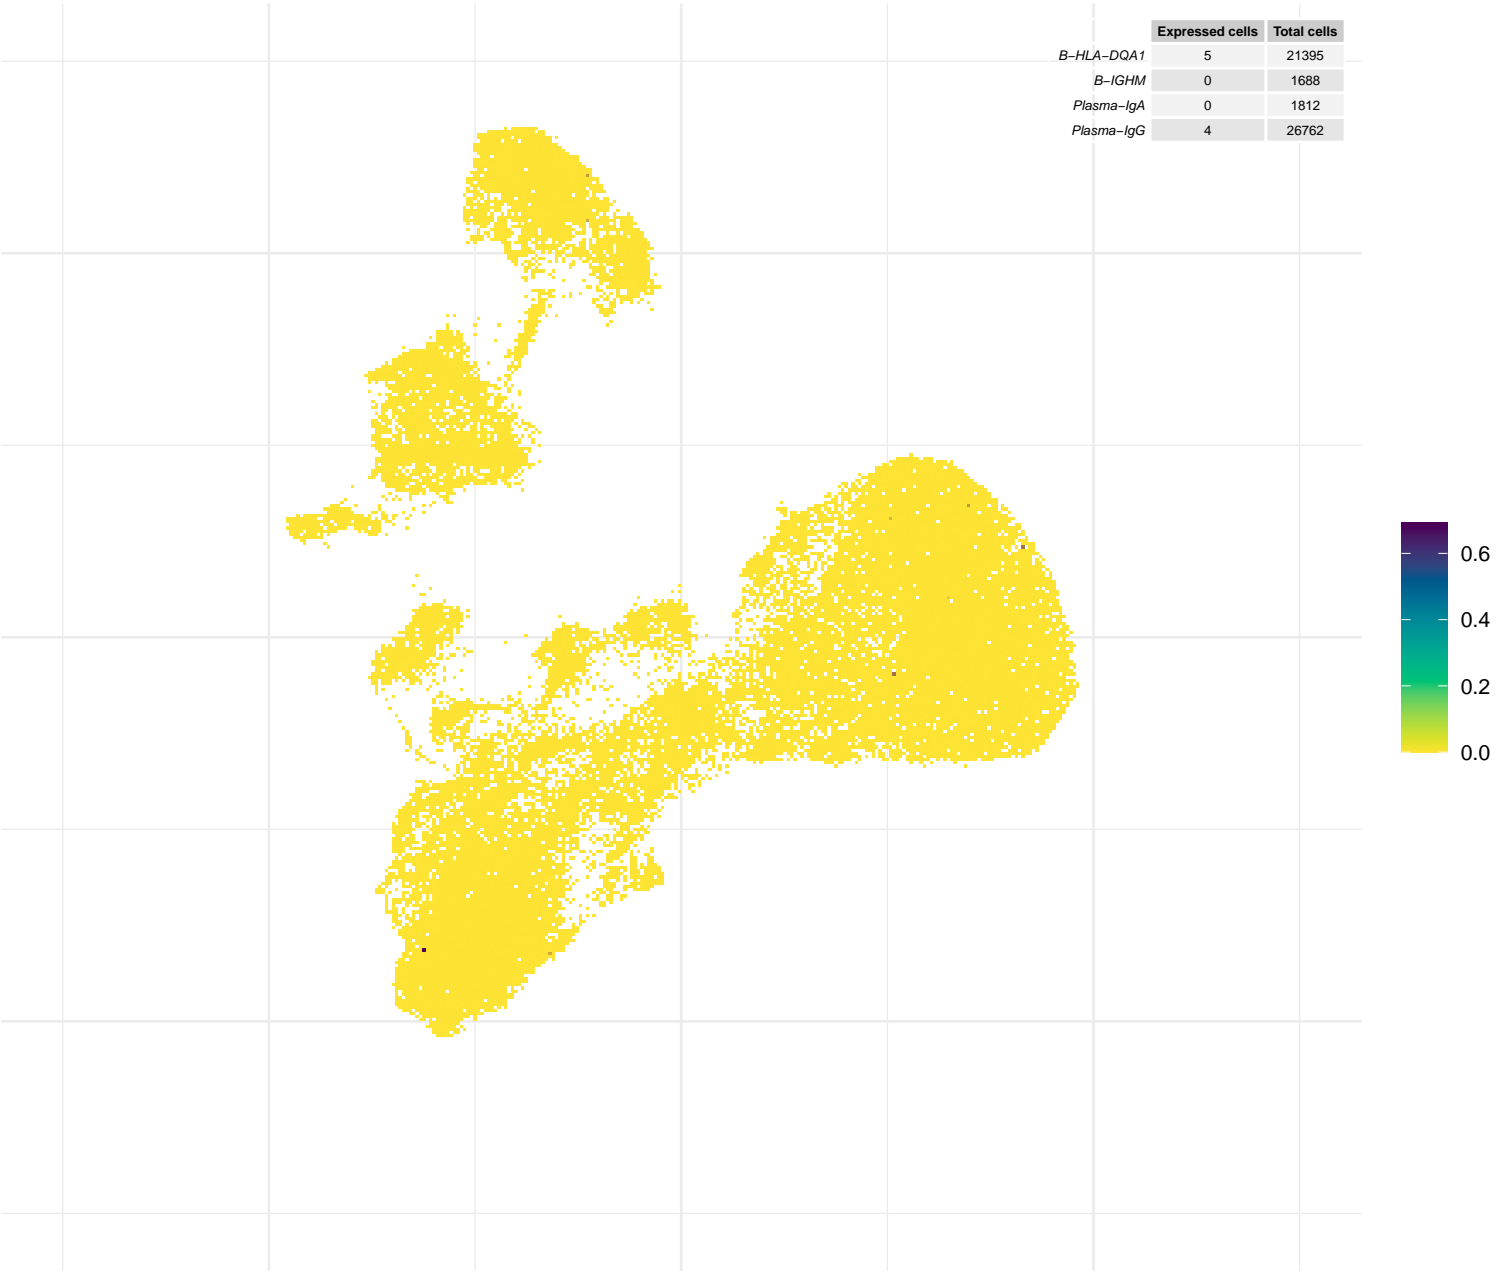 Expressed cells Total cells
B−HLA−DQA1 5 21395
B−IGHM 0 1688
Plasma−IgA 0 1812
Plasma−IgG 4 26762
0.6
0.4
0.2
0.0